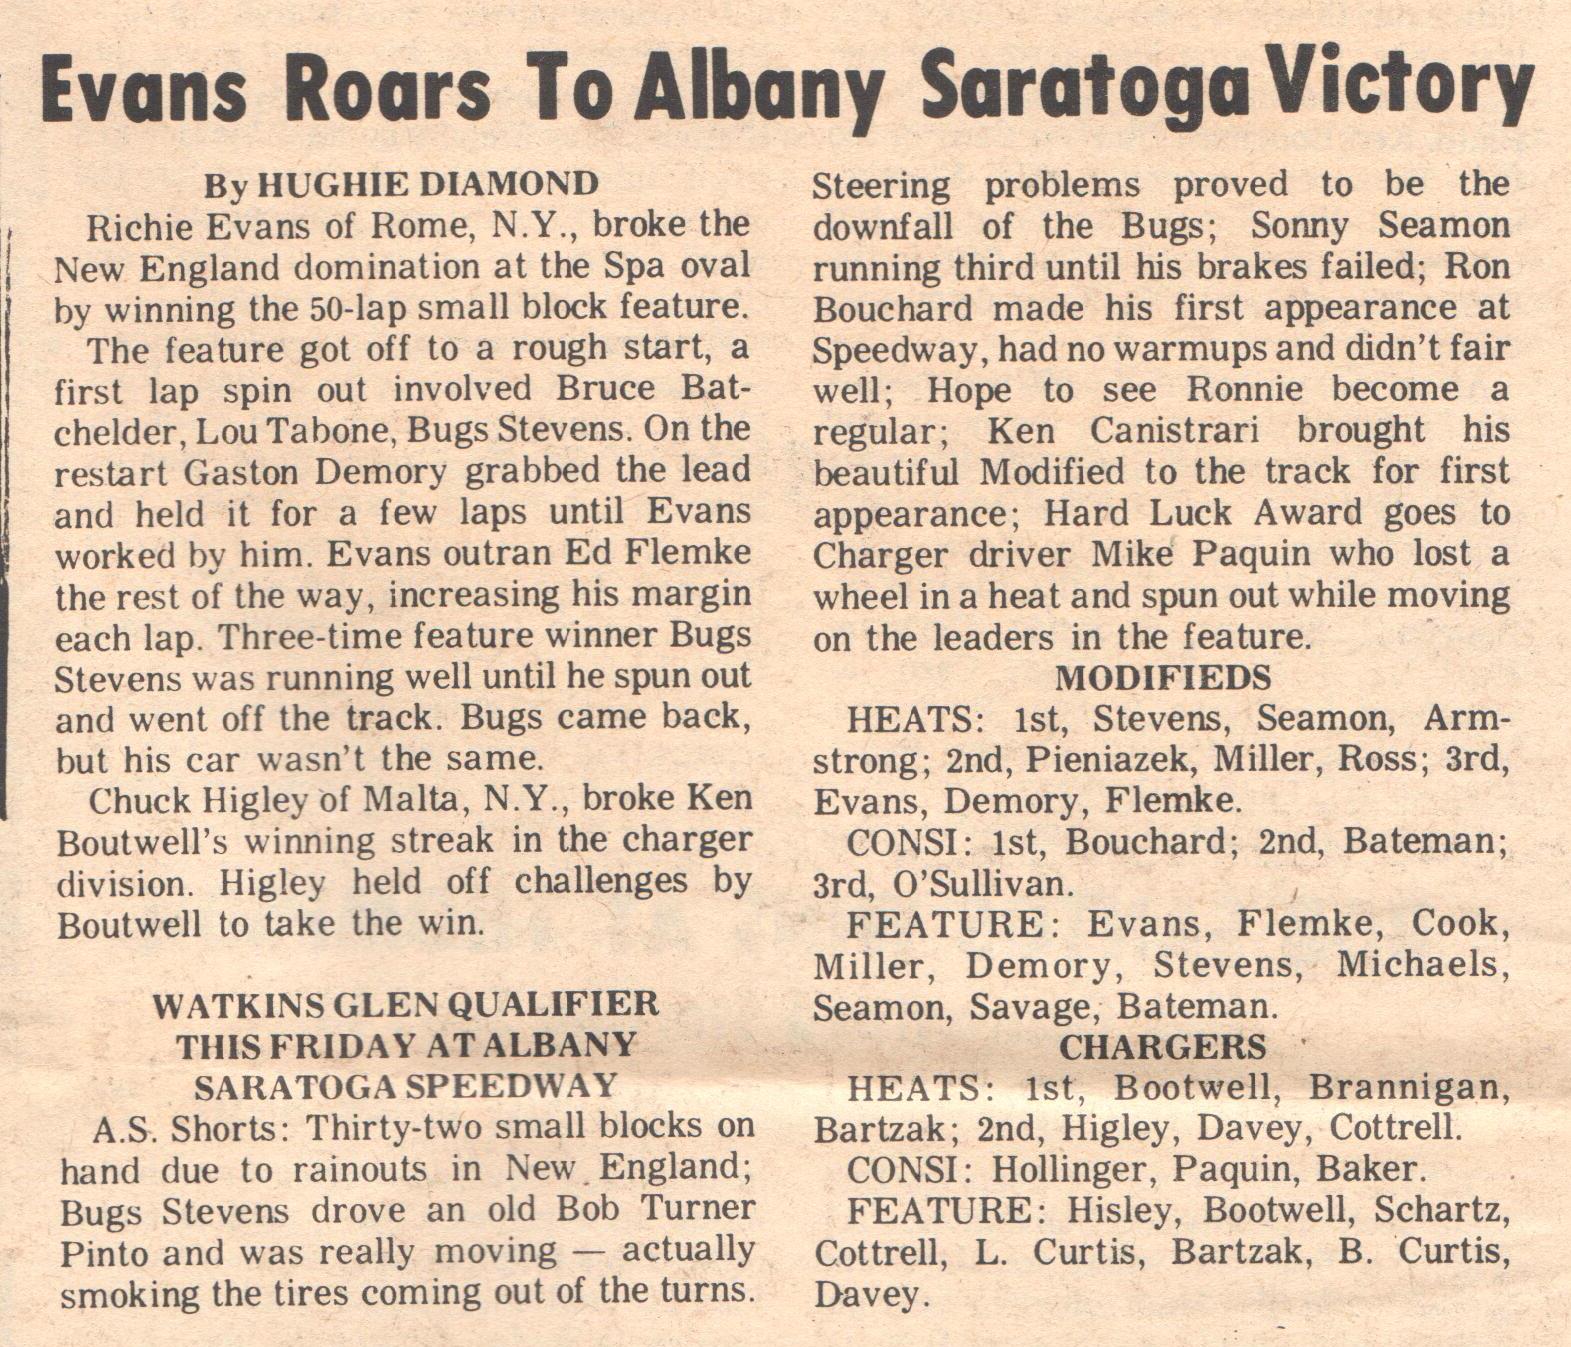 Evans Roars To Albany Saratoga Victory
By HUGHIE DIAMOND
Richie Evans of Rome, N.Y., broke the
New England domination at the Spa oval
by winning the 50-lap small block feature.
The feature got off to a rough start, a
first lap spin out involved Bruce Bat-
chelder, Lou Tabone, Bugs Stevens. On the
restart Gaston Demory grabbed the lead
and held it for a few laps until Evans
worked by him. Evans outran Ed Flemke
the rest of the way, increasing his margin
each lap. Three-time feature winner Bugs
Stevens was running well until he spun out
and went off the track. Bugs came back,
but his car wasn't the same.
Chuck Higley of Malta, N.Y., broke Ken
Boutwell's winning streak in the charger
division. Higley held off challenges by
Boutwell to take the win.
WATKINS GLEN QUALIFIER
THIS FRIDAY AT ALBANY
SARATOGA SPEEDWAY
A.S. Shorts: Thirty-two small blocks on
hand due to rainouts in New England;
Bugs Stevens drove an old Bob Turner
Pinto and was really moving — actually
smoking the tires coming out of the turns.
Steering problems proved to be the
downfall of the Bugs; Sonny Seamon
running third until his brakes failed; Ron
Bouchard made his first appearance at
Speedway, had no warmups and didn't fair
well; Hope to see Ronnie become a
regular; Ken Canistrari brought his
beautiful Modified to the track for first
appearance; Hard Luck Award goes to
Charger driver Mike Paquin who lost a
wheel in a heat and spun out while moving
on the leaders in the feature.
MODIFIEDS
HEATS: 1st, Stevens, Seamon, Arm-
strong; 2nd, Pieniazek, Miller, Ross; 3rd,
Evans, Demory, Flemke.
CONSI: 1st, Bouchard; 2nd, Bateman;
3rd, O'Sullivan.
FEATURE: Evans, Flemke, Cook,
Miller, Demory, Stevens, Michaels,
Seamon, Savage, Bateman.
CHARGERS
HEATS: 1st, Bootwell, Brannigan,
Bartzak; 2nd, Higley, Davey, Cottrell.
CONSI: Hollinger, Paquin, Baker.
FEATURE: Hisley, Bootwell, Schartz,
Cottrell, L. Curtis, Bartzak, B. Curtis,
Davey.